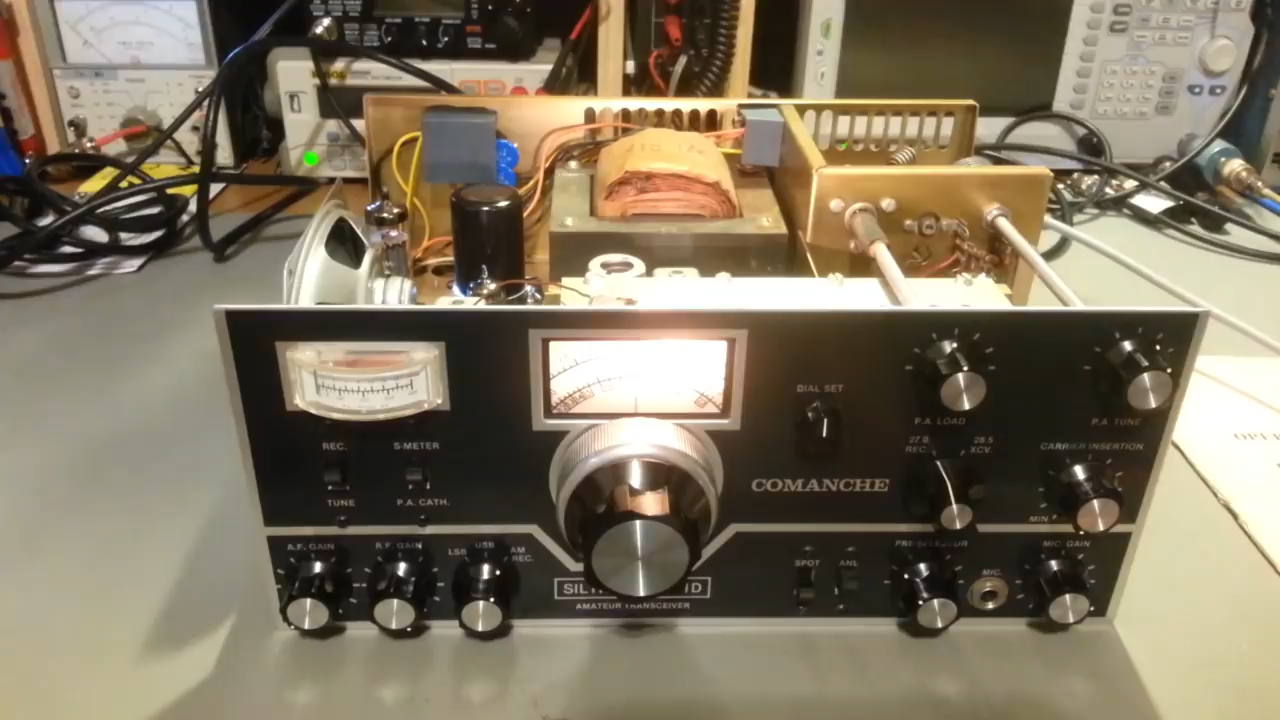 DIAL SET
P.A. LOAD
P.A. TUNE
REC.
S-METER
27.0
REC.
28.5
XCV.
CARRIER INSERTION
COMANCHE
TUNE
P.A. CATH.
MIN
A.F. GAIN
R.F. GAIN
LSB
USB
AM
REC.
SPOT
ANL
PRESELECTOR
MIC.
MIC. GAIN
AMATEUR TRANSCEIVER